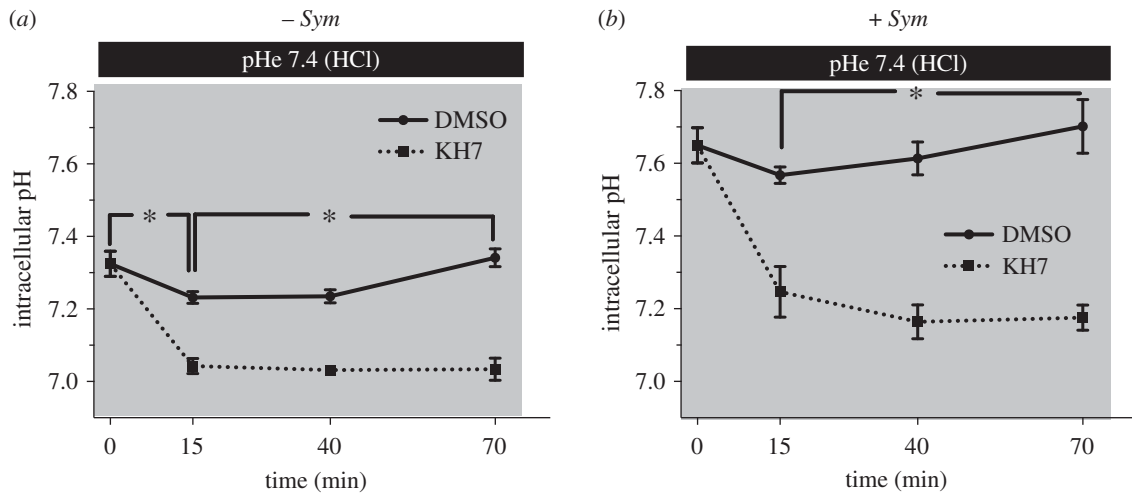 (a)
– Sym
pHe 7.4 (HCl)
7.8
7.6
7.4
7.2
7.0
intracellular pH
DMSO
KH7
*
*
0
15
40
70
time (min)
(b)
+ Sym
pHe 7.4 (HCl)
7.8
7.6
7.4
7.2
7.0
intracellular pH
*
DMSO
KH7
0
15
40
70
time (min)